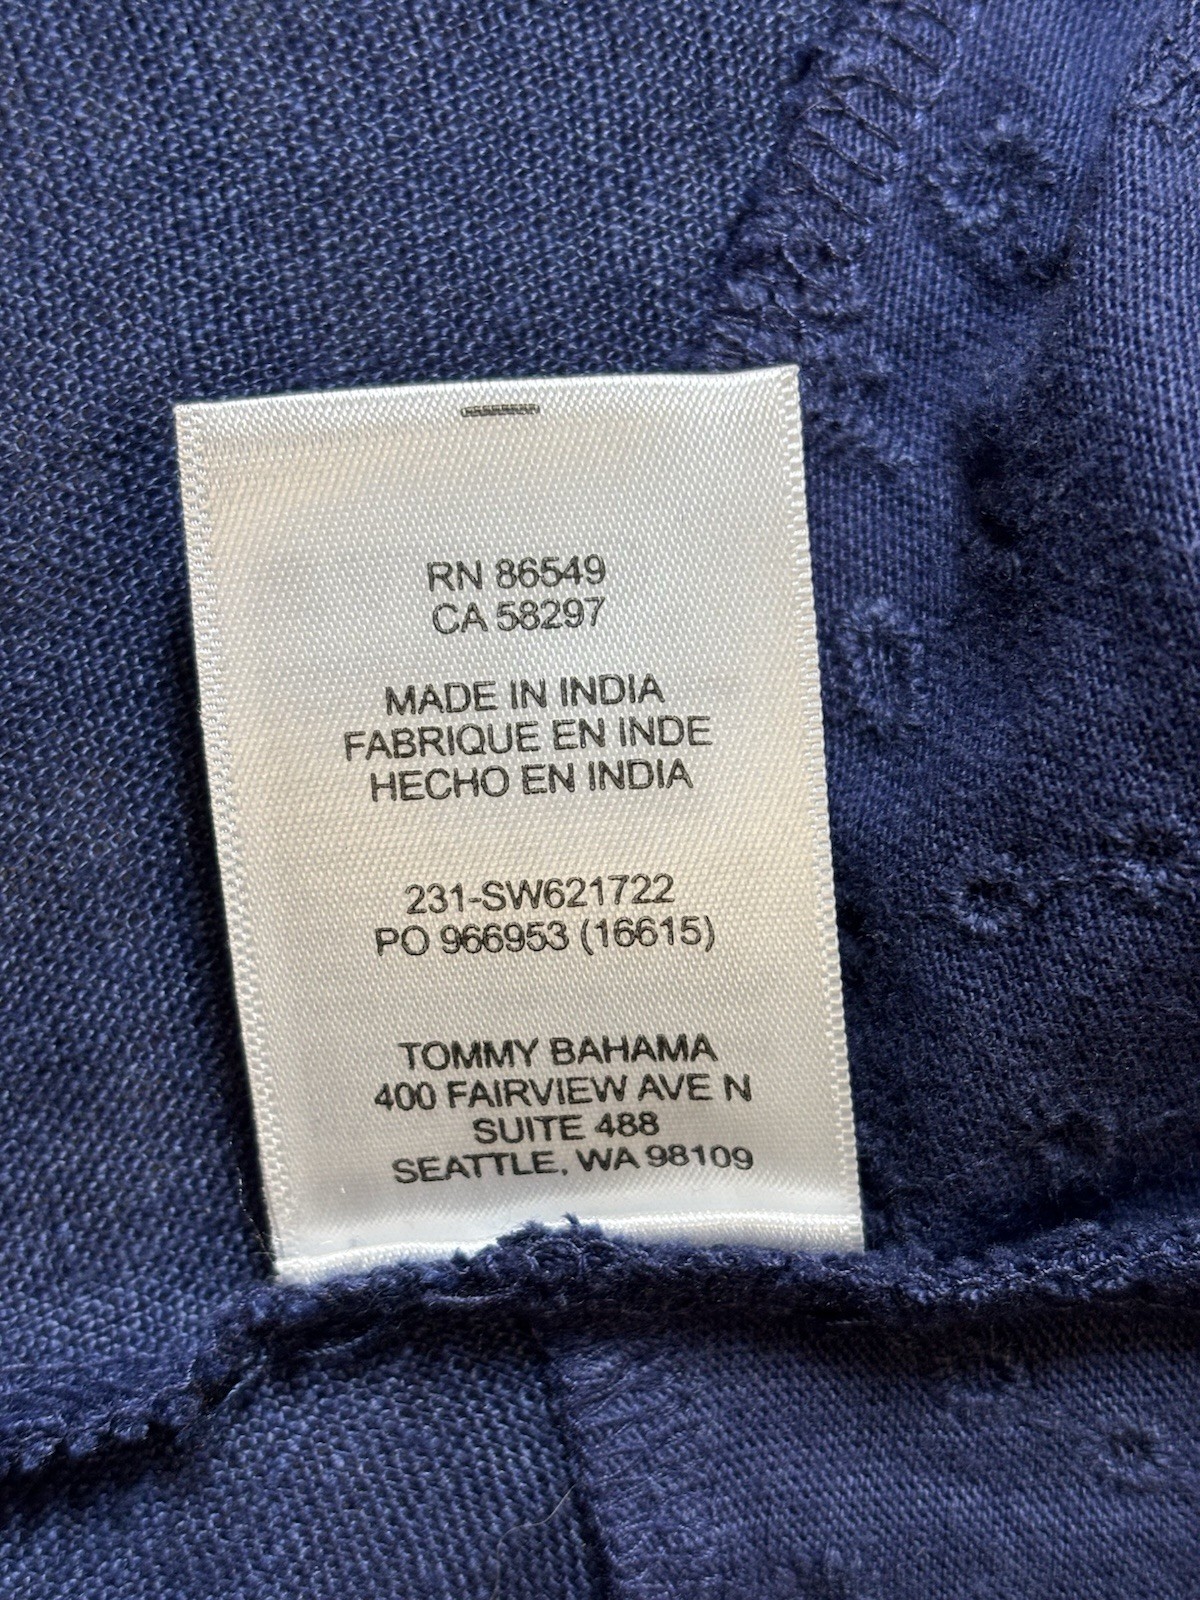 RN 86549
CA 58297
MADE IN INDIA
FABRIQUE EN INDE
HECHO EN INDIA
231-SW621722
PO 966953 (16615)
TOMMY BAHAMA
400 FAIRVIEW AVE N
SUITE 488
SEATTLE, WA 98109